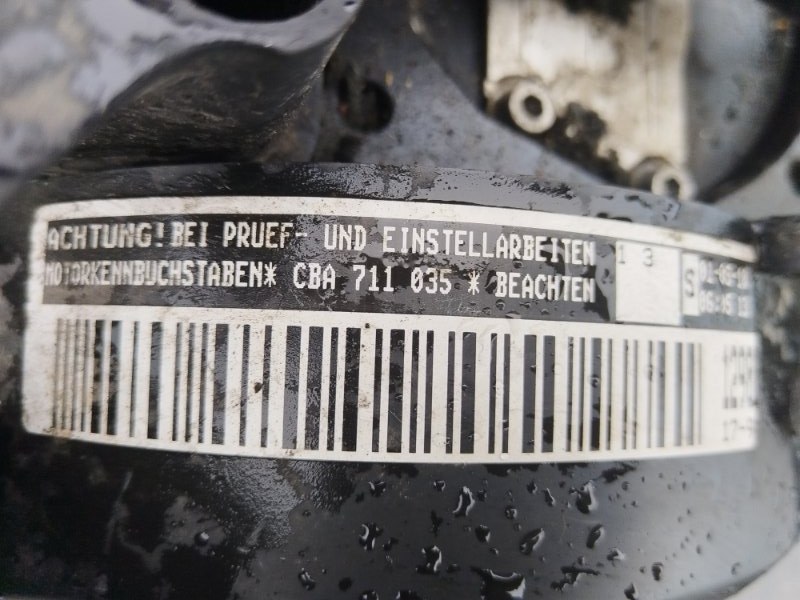 ACHTUNG! BEI PRUEF- UND EINSTELLARBEITEN
MOTORKENNBUCHSTABEN* CBA 711 035 * BEACHTEN
1 3
S